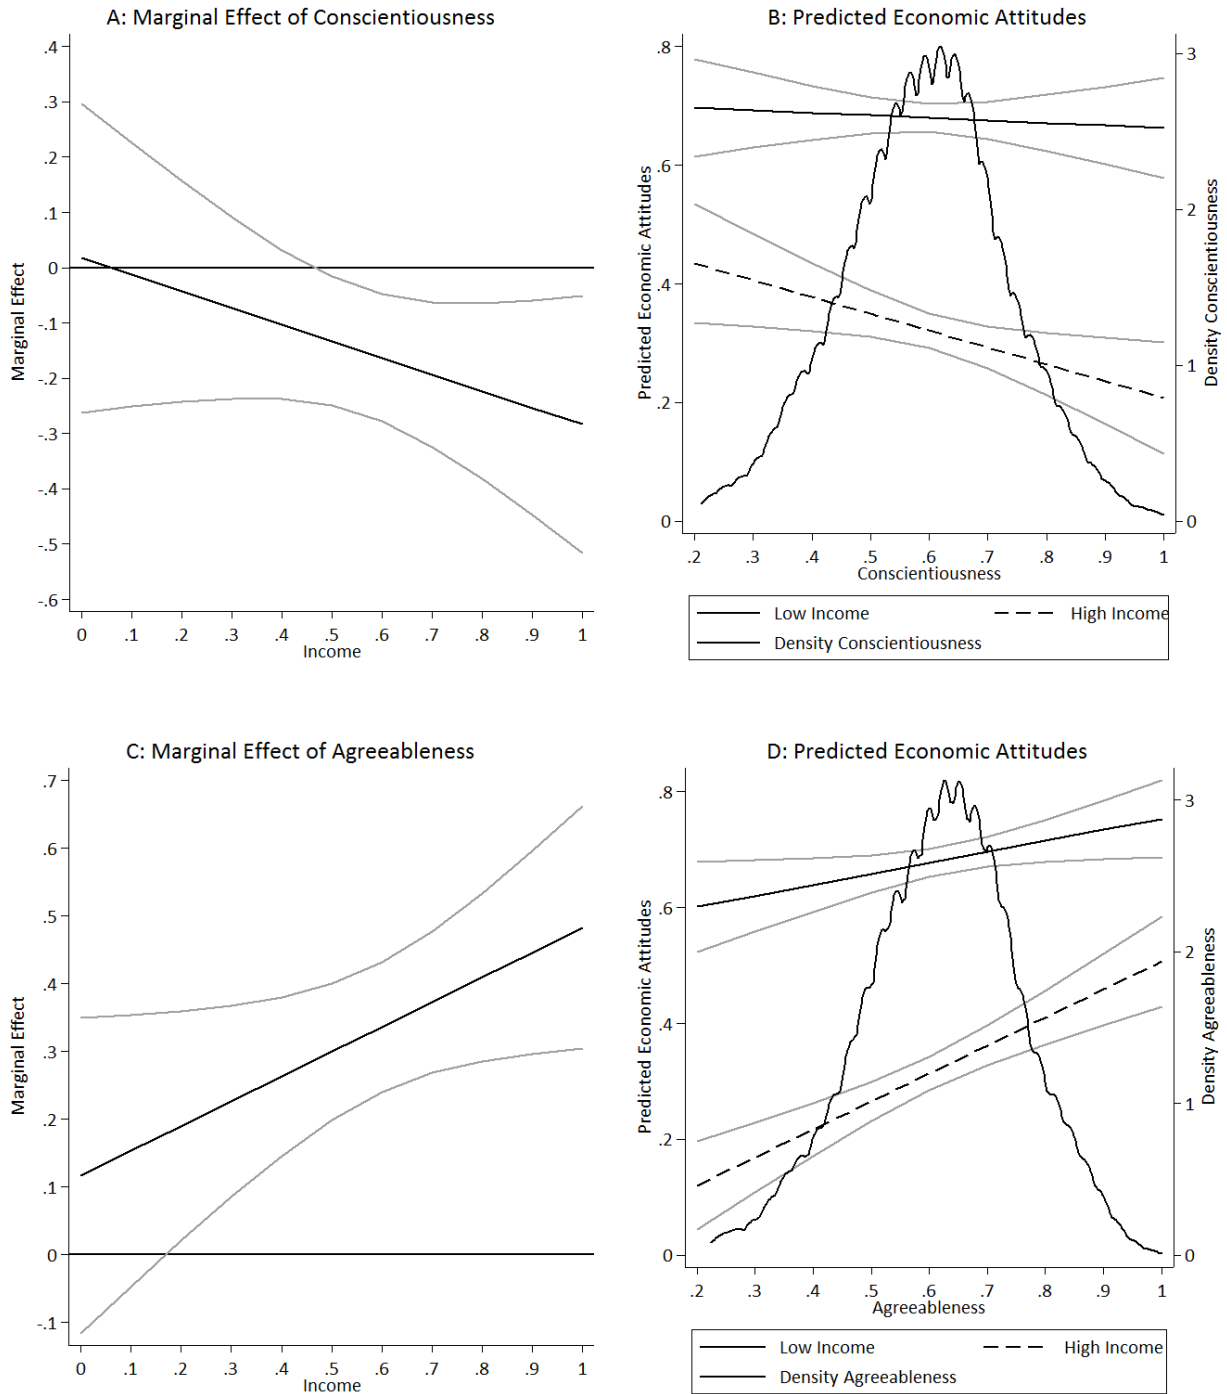 A: Marginal Effect of Conscientiousness
Marginal Effect
.4
.3
.2
.1
0
-.1
-.2
-.3
-.4
-.5
-.6
0 .1 .2 .3 .4 .5 .6 .7 .8 .9 1
Income
B: Predicted Economic Attitudes
Predicted Economic Attitudes
.8
.6
.4
.2
0
3
2
1
0
Density Conscientiousness
.2 .3 .4 .5 .6 .7 .8 .9 1
Conscientiousness
Low Income High Income
Density Conscientiousness
C: Marginal Effect of Agreeableness
Marginal Effect
.7
.6
.5
.4
.3
.2
.1
0
-.1
0 .1 .2 .3 .4 .5 .6 .7 .8 .9 1
Income
D: Predicted Economic Attitudes
Predicted Economic Attitudes
.8
.6
.4
.2
0
3
2
1
0
Density Agreeableness
.2 .3 .4 .5 .6 .7 .8 .9 1
Agreeableness
Low Income High Income
Density Agreeableness